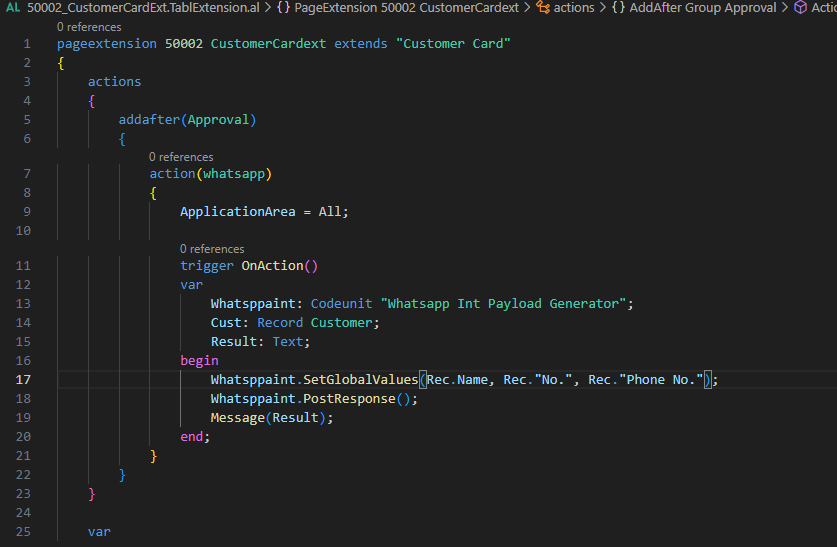 AL 50002_CustomerCardExt.TablExtension.al > {} PageExtension 50002 CustomerCardext > actions > {} AddAfter Group Approval > Actio
0 references
1 pageextension 50002 CustomerCardext extends "Customer Card"
2 {
3 actions
4 {
5 addafter(Approval)
6 {
0 references
7 action(whatsapp)
8 {
9 ApplicationArea = All;
10
0 references
11 trigger OnAction()
12 var
13 Whatsppaint: Codeunit "Whatsapp Int Payload Generator";
14 Cust: Record Customer;
15 Result: Text;
16 begin
17 Whatsppaint.SetGlobalValues(Rec.Name, Rec."No.", Rec."Phone No.");
18 Whatsppaint.PostResponse();
19 Message(Result);
20 end;
21 }
22 }
23 }
24
25 var